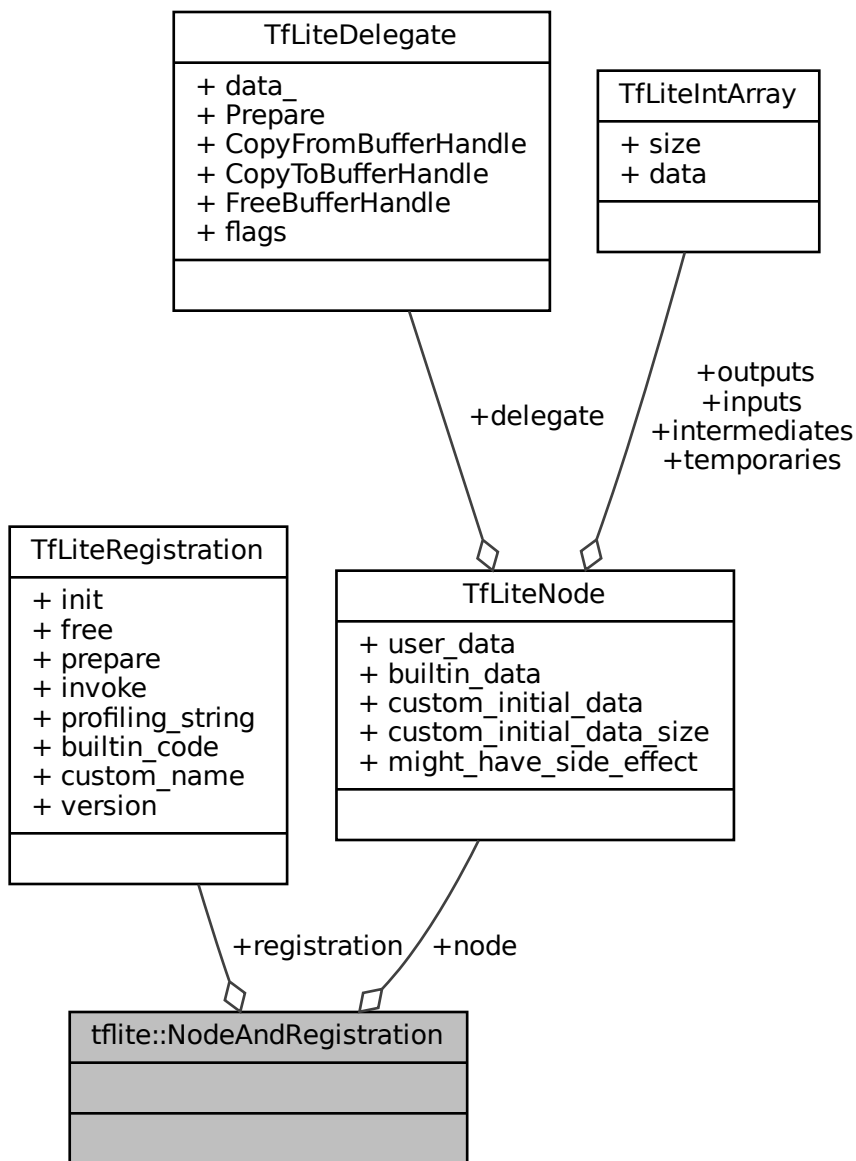 TfLiteDelegate
+ data_
+ Prepare
+ CopyFromBufferHandle
+ CopyToBufferHandle
+ FreeBufferHandle
+ flags
TfLiteIntArray
+ size
+ data
+delegate
+outputs
+inputs
+intermediates
+temporaries
TfLiteRegistration
+ init
+ free
+ prepare
+ invoke
+ profiling_string
+ builtin_code
+ custom_name
+ version
TfLiteNode
+ user_data
+ builtin_data
+ custom_initial_data
+ custom_initial_data_size
+ might_have_side_effect
+registration
+node
tflite::NodeAndRegistration